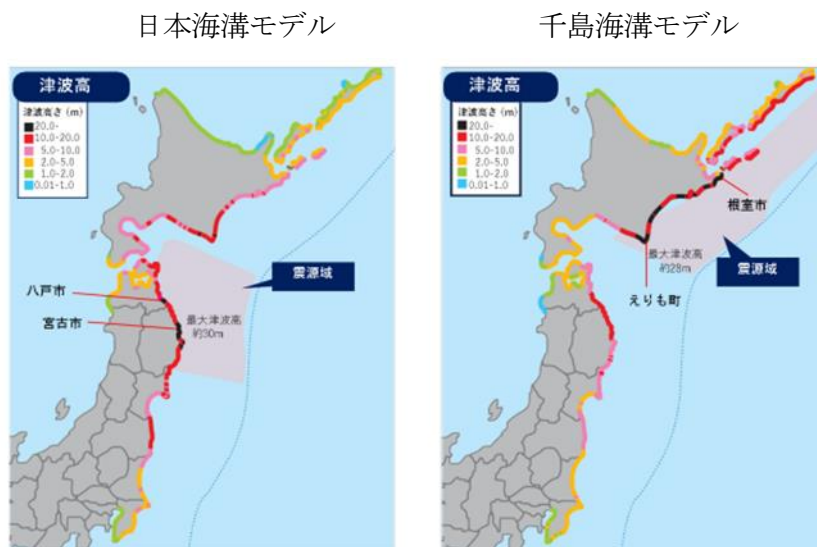 日本海溝モデル
千島海溝モデル
津波高
津波高さ (m)
20.0-
10.0-20.0
5.0-10.0
2.0-5.0
1.0-2.0
0.01-1.0
八戸市
宮古市
震源域
最大津波高
約30m
津波高
津波高さ (m)
20.0-
10.0-20.0
5.0-10.0
2.0-5.0
1.0-2.0
0.01-1.0
根室市
最大津波高
約28m
震源域
えりも町